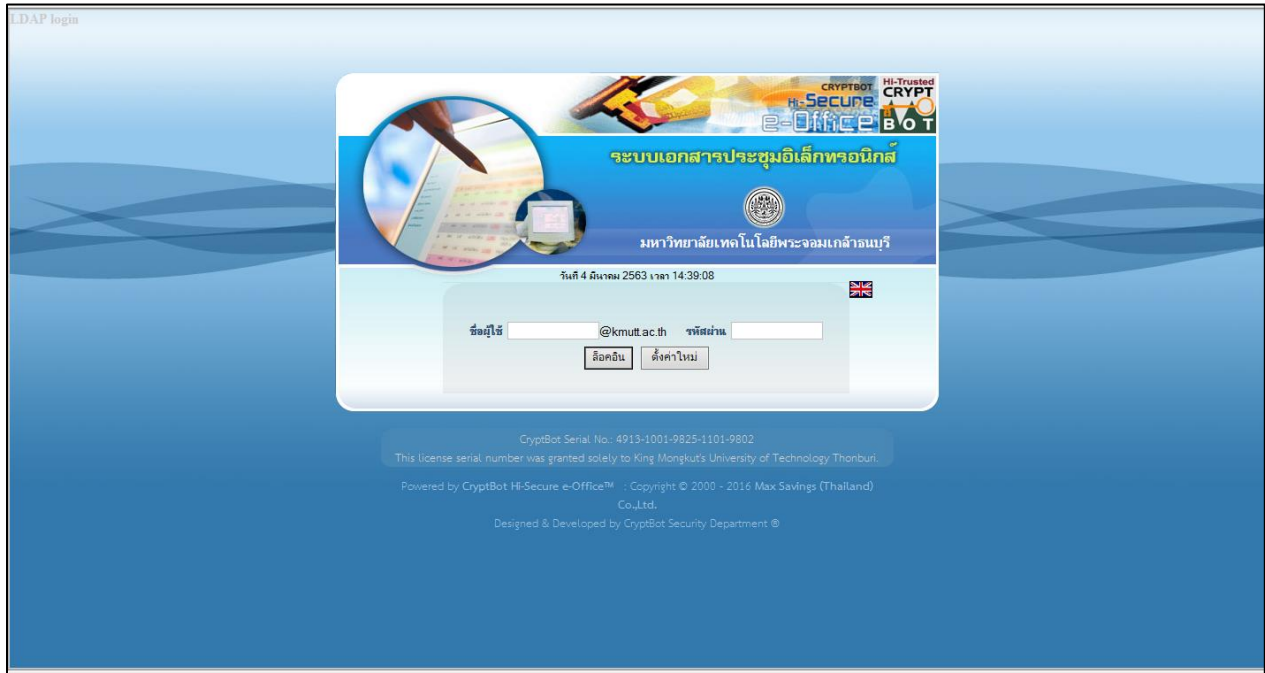 LDAP login
CRYPTBOT
Hi-Secure
e-Office
Hi-Trusted
CRYPT
BOT
ระบบเอกสารประชุมอิเล็กทรอนิกส์
มหาวิทยาลัยเทคโนโลยีพระจอมเกล้าธนบุรี
วันที่ 4 มีนาคม 2563 เวลา 14:39:08
ชื่อผู้ใช้ @kmutt.ac.th รหัสผ่าน
ล็อคอิน ตั้งค่าใหม่
CryptBot Serial No.: 4913-1001-9825-1101-9802
This license serial number was granted solely to King Mongkut's University of Technology Thonburi.
Powered by CryptBot Hi-Secure e-Office™ : Copyright © 2000 - 2016 Max Savings (Thailand)
Co.,Ltd.
Designed & Developed by CryptBot Security Department ®